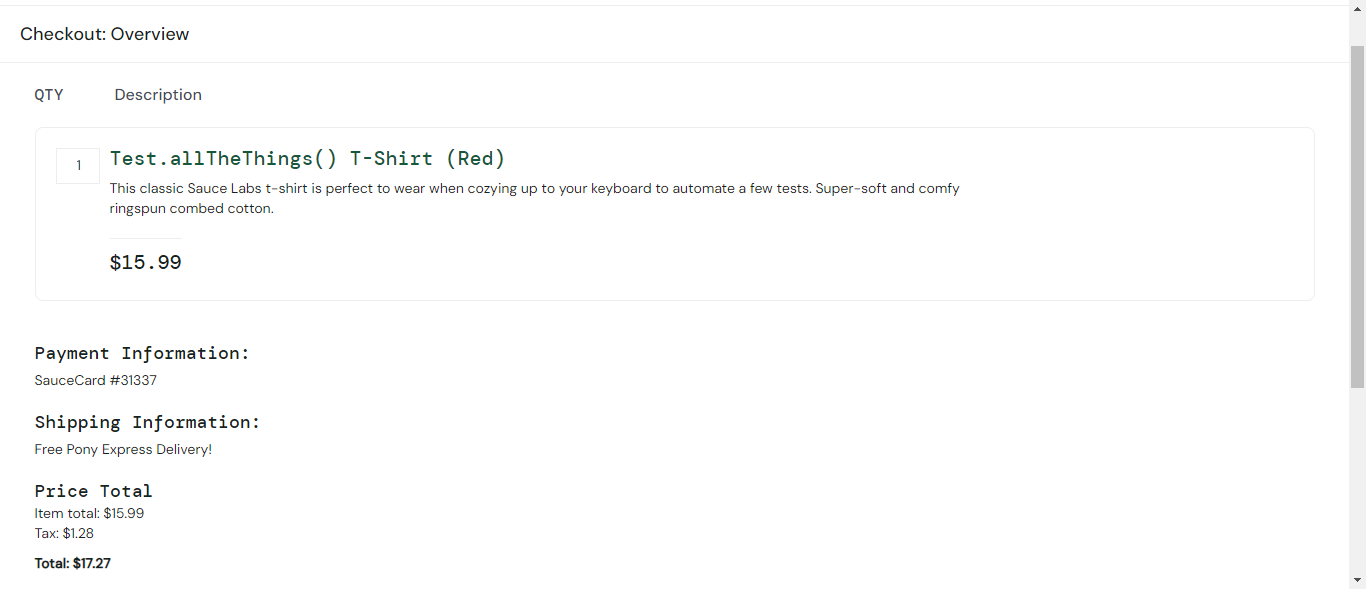 Checkout: Overview
QTY Description
1 Test.allTheThings() T-Shirt (Red)
This classic Sauce Labs t-shirt is perfect to wear when cozying up to your keyboard to automate a few tests. Super-soft and comfy
ringspun combed cotton.
$15.99
Payment Information:
SauceCard #31337
Shipping Information:
Free Pony Express Delivery!
Price Total
Item total: $15.99
Tax: $1.28
Total: $17.27